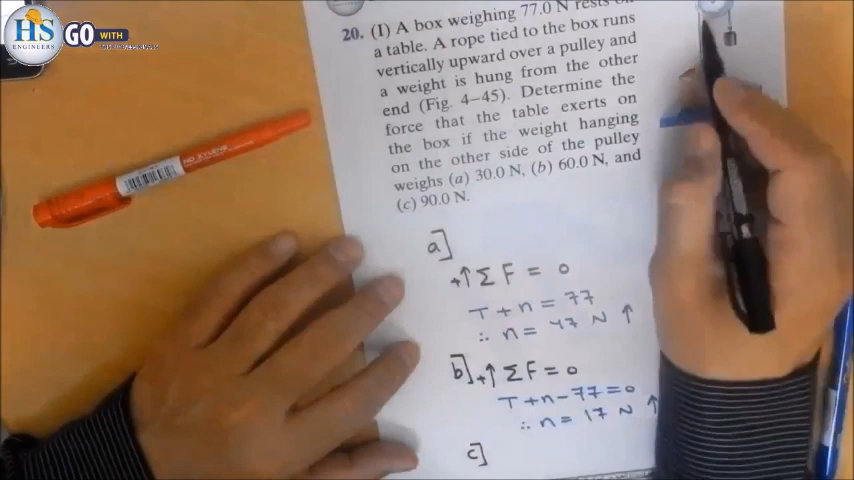 HS
ENGINEERING
GO WITH
20. (I) A box weighing 77.0 N rests on
a table. A rope tied to the box runs
vertically upward over a pulley and
a weight is hung from the other
end (Fig. 4–45). Determine the
force that the table exerts on
the box if the weight hanging
on the other side of the pulley
weighs (a) 30.0 N, (b) 60.0 N, and
(c) 90.0 N.
a]
+↑ Σ F = 0
T + n = 77
∴ n = 47 N ↑
b] +↑ Σ F = 0
T + n - 77 = 0
∴ n = 17 N ↑
c]
NO XYLENE